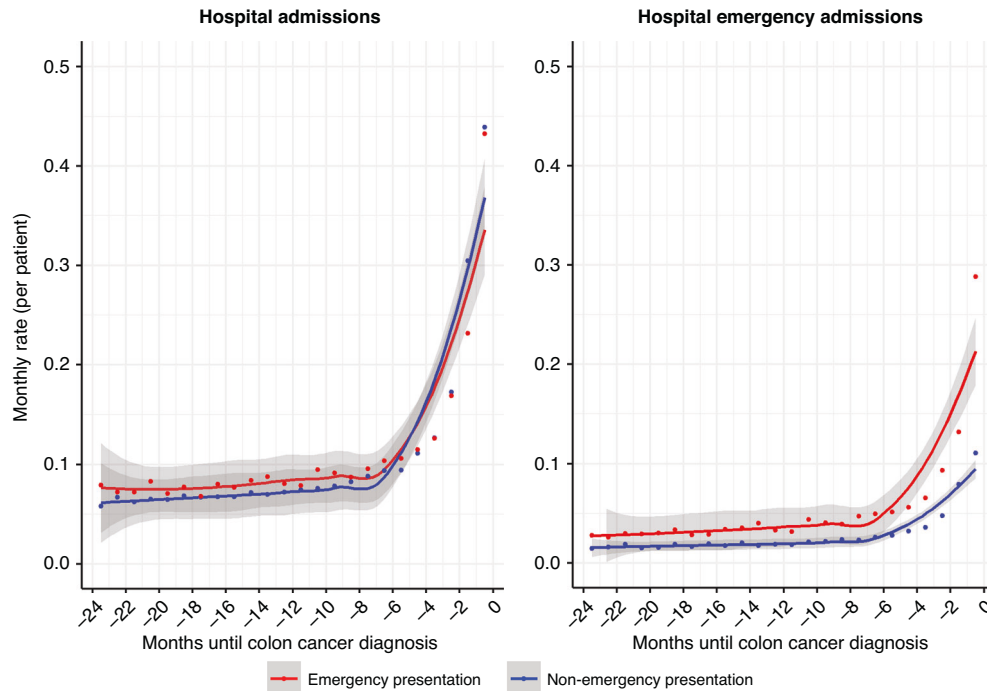 Hospital admissions
Hospital emergency admissions
Monthly rate (per patient)
0.5
0.4
0.3
0.2
0.1
0.0
−24 −22 −20 −18 −16 −14 −12 −10 −8 −6 −4 −2 0
Months until colon cancer diagnosis
0.5
0.4
0.3
0.2
0.1
0.0
−24 −22 −20 −18 −16 −14 −12 −10 −8 −6 −4 −2 0
Months until colon cancer diagnosis
Emergency presentation
Non-emergency presentation